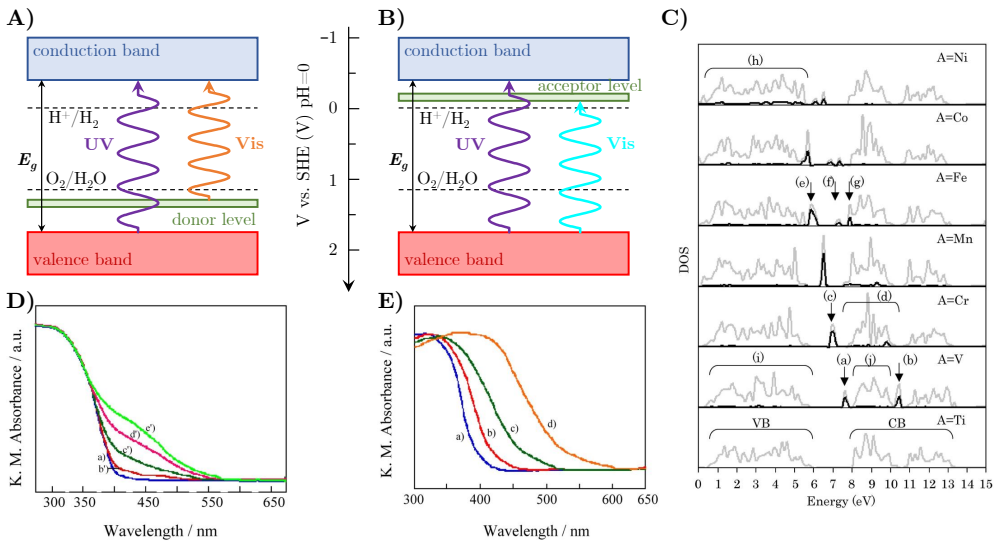 A)
conduction band
H⁺/H₂
UV
Vis
E_g
O₂/H₂O
donor level
valence band
B)
conduction band
acceptor level
H⁺/H₂
UV
Vis
E_g
O₂/H₂O
valence band
V vs. SHE (V) pH=0
−1
0
1
2
C)
DOS
(h)
A=Ni
A=Co
(e)
(f)
(g)
A=Fe
A=Mn
(c)
(d)
A=Cr
(i)
(a)
(j)
(b)
A=V
VB
CB
A=Ti
0 1 2 3 4 5 6 7 8 9 10 11 12 13 14 15
Energy (eV)
D)
K. M. Absorbance / a.u.
a)
b')
c')
d')
e')
300 350 400 450 500 550 600
Wavelength / nm
E)
K. M. Absorbance / a.u.
a)
b)
c)
d)
300 400 500 550 600 650
Wavelength / nm